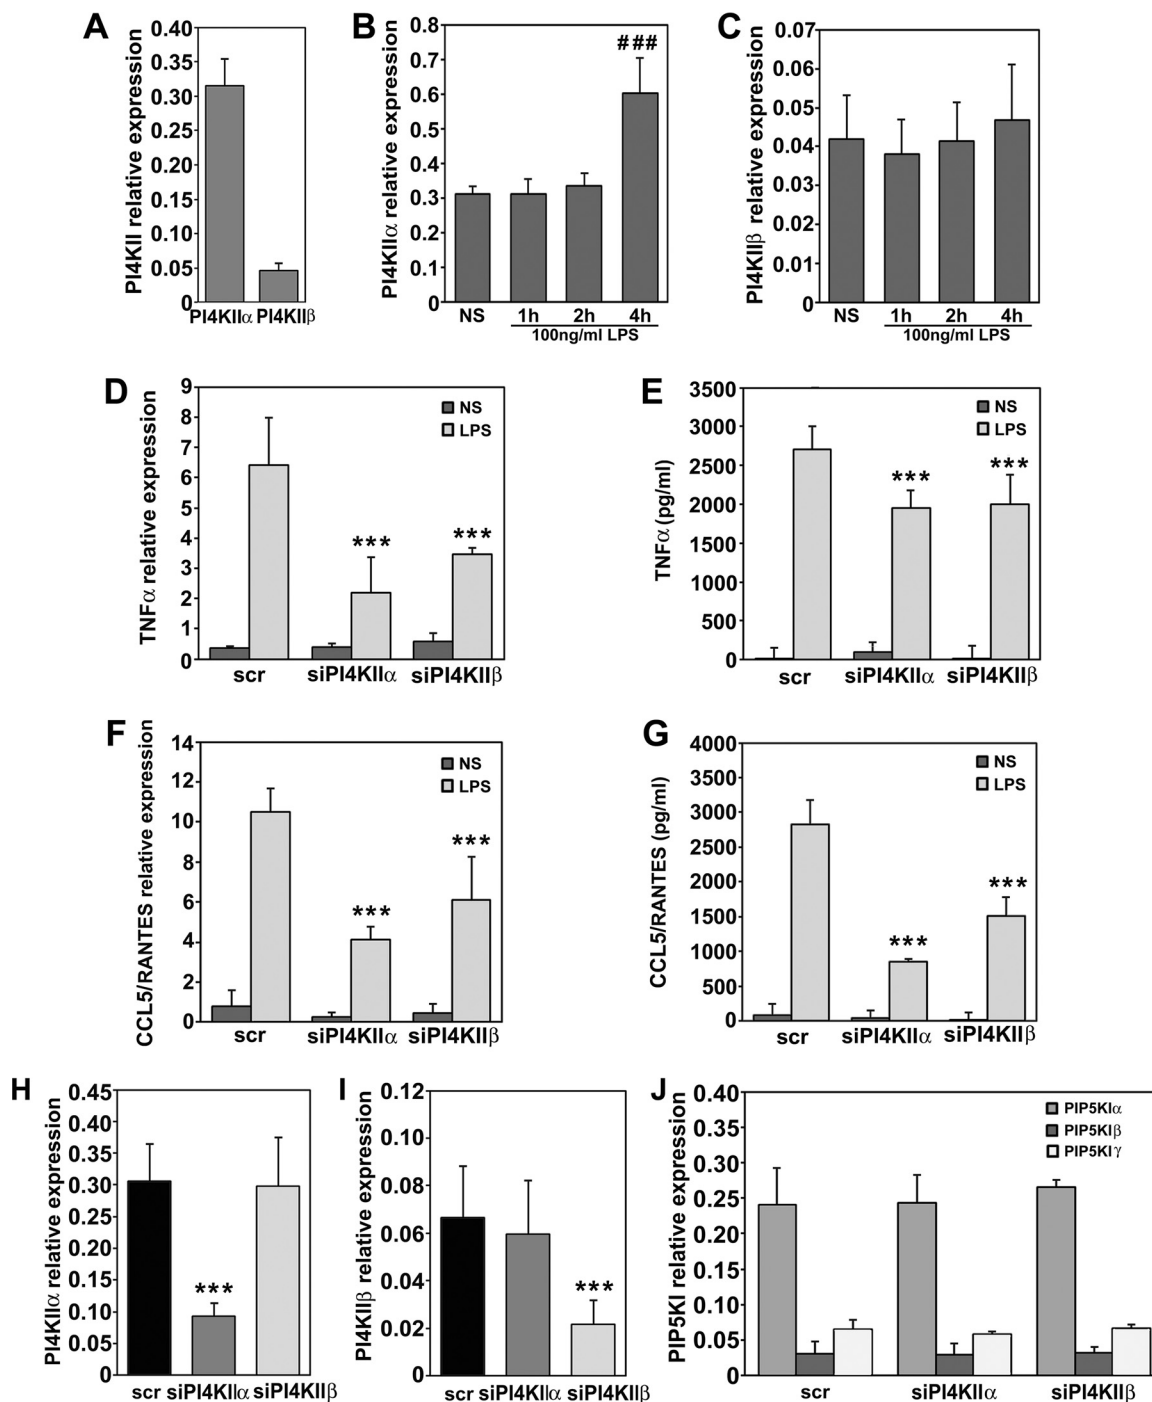 A
PI4KII relative expression
0.40
0.35
0.30
0.25
0.20
0.15
0.10
0.05
0
PI4KIIα PI4KIIβ
B
PI4KIIα relative expression
0.8
0.7
0.6
0.5
0.4
0.3
0.2
0.1
0
###
NS 1h 2h 4h
100ng/ml LPS
C
PI4KIIβ relative expression
0.07
0.06
0.05
0.04
0.03
0.02
0.01
0
NS 1h 2h 4h
100ng/ml LPS
D
TNFα relative expression
9
8
7
6
5
4
3
2
1
0
NS
LPS
***
***
scr siPI4KIIα siPI4KIIβ
E
TNFα (pg/ml)
3500
3000
2500
2000
1500
1000
500
0
NS
LPS
***
***
scr siPI4KIIα siPI4KIIβ
F
CCL5/RANTES relative expression
14
12
10
8
6
4
2
0
NS
LPS
***
***
scr siPI4KIIα siPI4KIIβ
G
CCL5/RANTES (pg/ml)
4000
3500
3000
2500
2000
1500
1000
500
0
NS
LPS
***
***
scr siPI4KIIα siPI4KIIβ
H
PI4KIIα relative expression
0.45
0.40
0.35
0.30
0.25
0.20
0.15
0.10
0.05
0
***
scr siPI4KIIα siPI4KIIβ
I
PI4KIIβ relative expression
0.12
0.10
0.08
0.06
0.04
0.02
0
***
scr siPI4KIIα siPI4KIIβ
J
PIP5KI relative expression
0.40
0.35
0.30
0.25
0.20
0.15
0.10
0.05
0
PIP5KIα
PIP5KIβ
PIP5KIγ
scr siPI4KIIα siPI4KIIβ